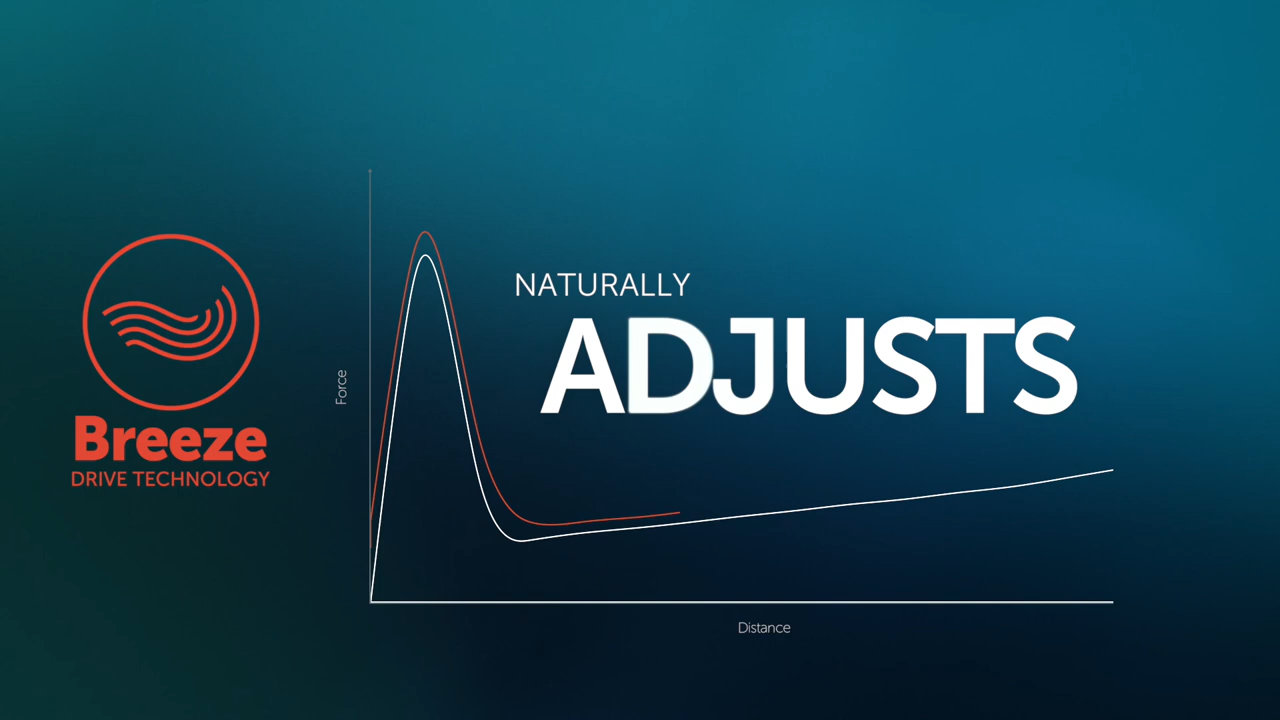 NATURALLY
ADJUSTS
Force
Breeze
DRIVE TECHNOLOGY
Distance